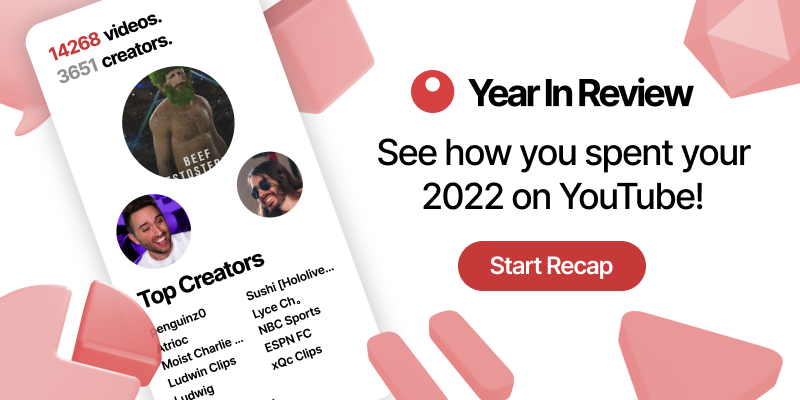 14268 videos.
3651 creators.
BEEF
Top Creators
penguinz0
Atrioc
Moist Charlie ...
Ludwin Clips
Ludwig
Sushi [Hololive...
Lyce Ch。
NBC Sports
ESPN FC
xQc Clips
Year In Review
See how you spent your
2022 on YouTube!
Start Recap